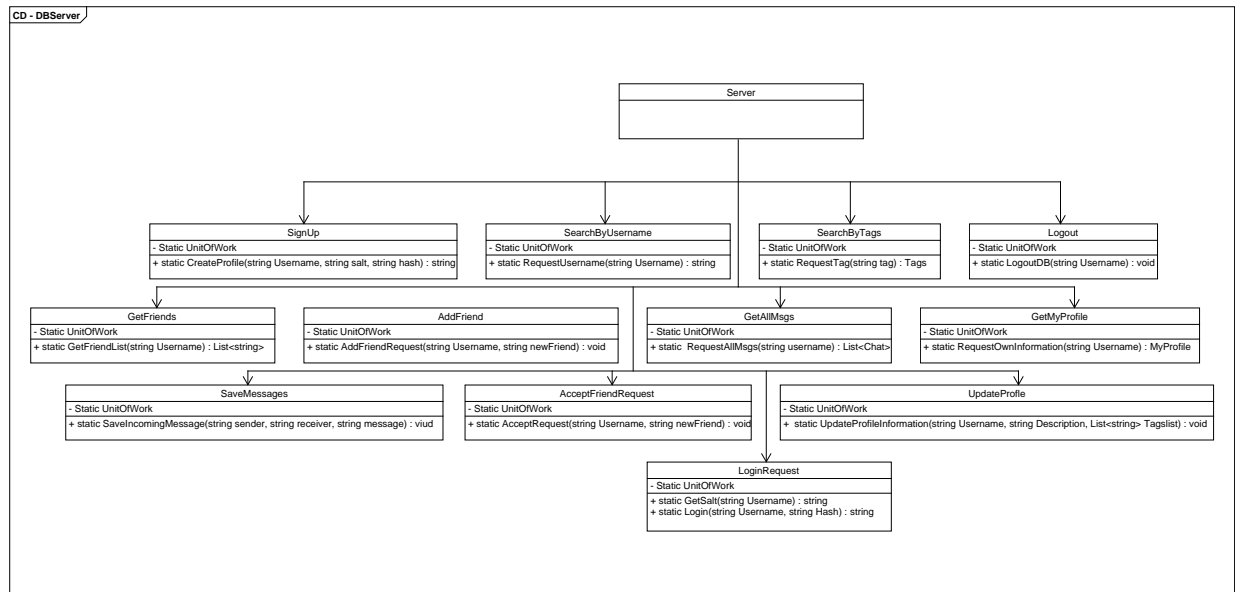 CD - DBServer
Server
SignUp
- Static UnitOfWork
+ static CreateProfile(string Username, string salt, string hash) : string
SearchByUsername
- Static UnitOfWork
+ static RequestUsername(string Username) : string
SearchByTags
- Static UnitOfWork
+ static RequestTag(string tag) : Tags
Logout
- Static UnitOfWork
+ static LogoutDB(string Username) : void
GetFriends
- Static UnitOfWork
+ static GetFriendList(string Username) : List<string>
AddFriend
- Static UnitOfWork
+ static AddFriendRequest(string Username, string newFriend) : void
GetAllMsgs
- Static UnitOfWork
+ static RequestAllMsgs(string username) : List<Chat>
GetMyProfile
- Static UnitOfWork
+ static RequestOwnInformation(string Username) : MyProfile
SaveMessages
- Static UnitOfWork
+ static SaveIncomingMessage(string sender, string receiver, string message) : viud
AcceptFriendRequest
- Static UnitOfWork
+ static AcceptRequest(string Username, string newFriend) : void
UpdateProfle
- Static UnitOfWork
+ static UpdateProfileInformation(string Username, string Description, List<string> Tagslist) : void
LoginRequest
- Static UnitOfWork
+ static GetSalt(string Username) : string
+ static Login(string Username, string Hash) : string